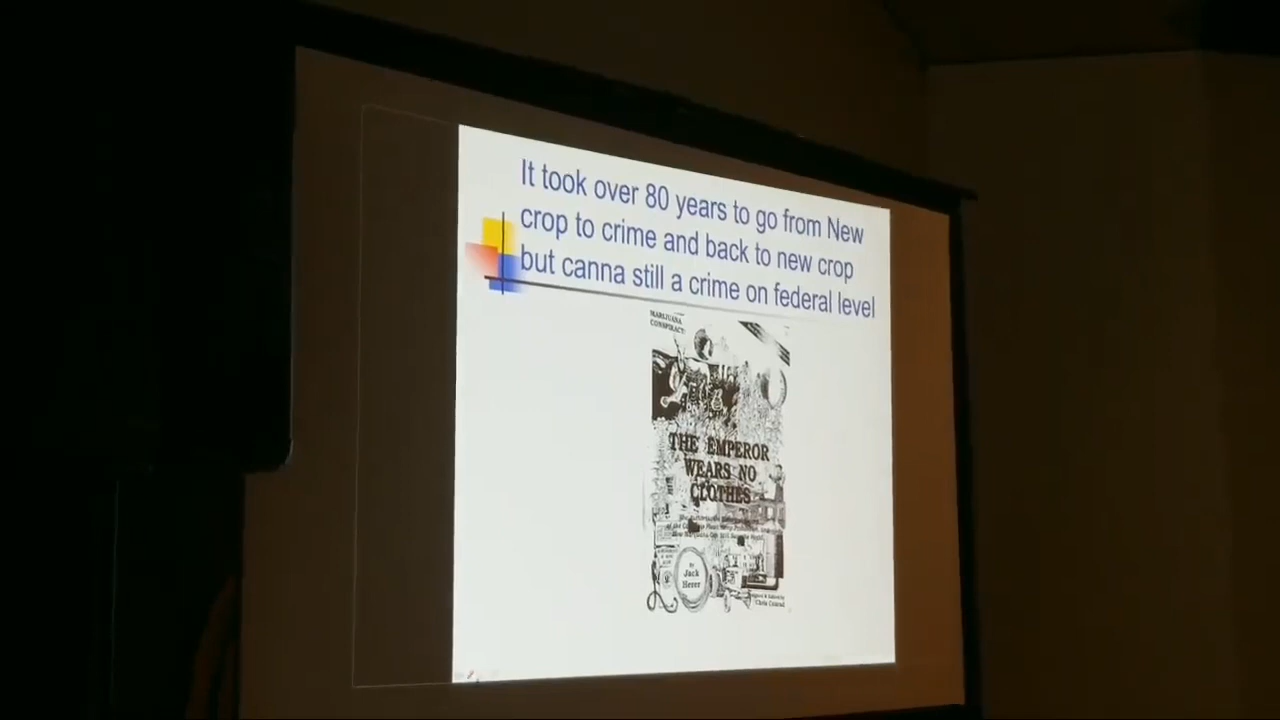 It took over 80 years to go from New
crop to crime and back to new crop
but canna still a crime on federal level
MARIJUANA
CONSPIRACY
THE EMPEROR
WEARS NO
CLOTHES
By
Jack
Herer
Chris Conrad